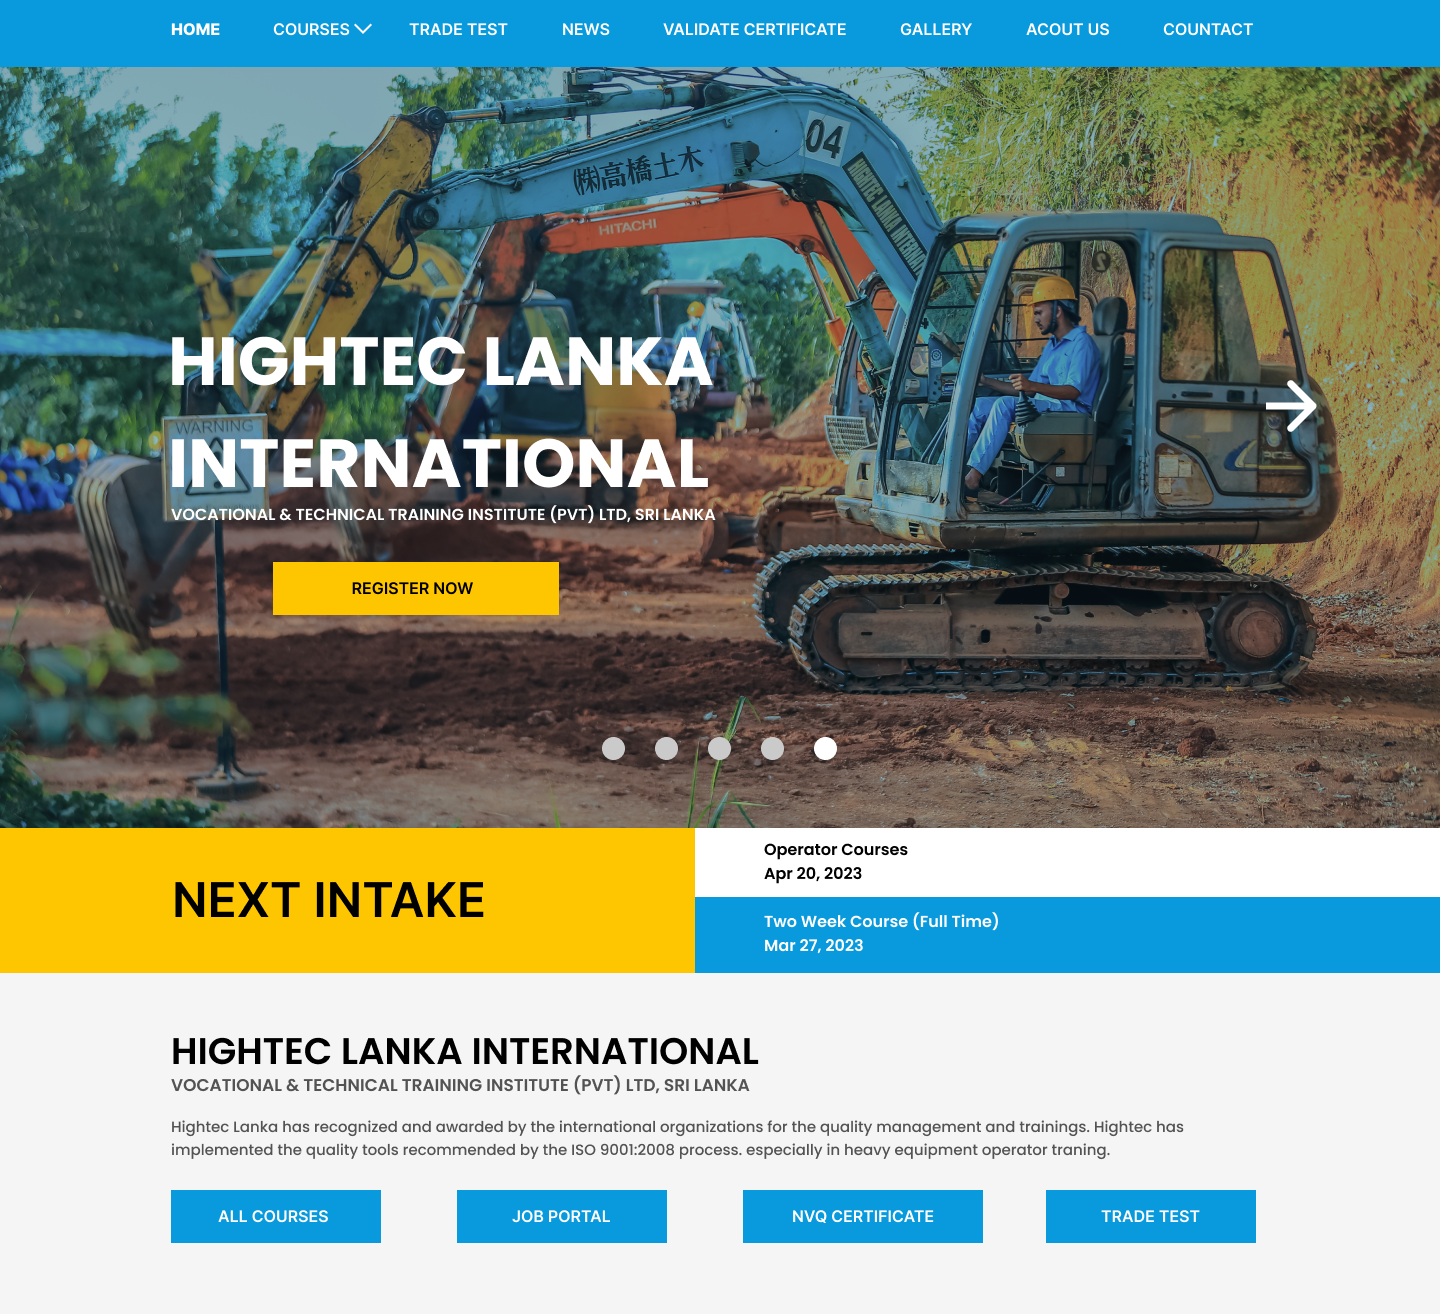 HOME COURSES TRADE TEST NEWS VALIDATE CERTIFICATE GALLERY ACOUT US COUNTACT
04
㈱高橋土木
HIGHTEC LANKA INTERN
HITACHI
HIGHTEC LANKA
WARNING
INTERNATIONAL
VOCATIONAL & TECHNICAL TRAINING INSTITUTE (PVT) LTD, SRI LANKA
REGISTER NOW
NEXT INTAKE
Operator Courses
Apr 20, 2023
Two Week Course (Full Time)
Mar 27, 2023
HIGHTEC LANKA INTERNATIONAL
VOCATIONAL & TECHNICAL TRAINING INSTITUTE (PVT) LTD, SRI LANKA
Hightec Lanka has recognized and awarded by the international organizations for the quality management and trainings. Hightec has
implemented the quality tools recommended by the ISO 9001:2008 process. especially in heavy equipment operator traning.
ALL COURSES
JOB PORTAL
NVQ CERTIFICATE
TRADE TEST